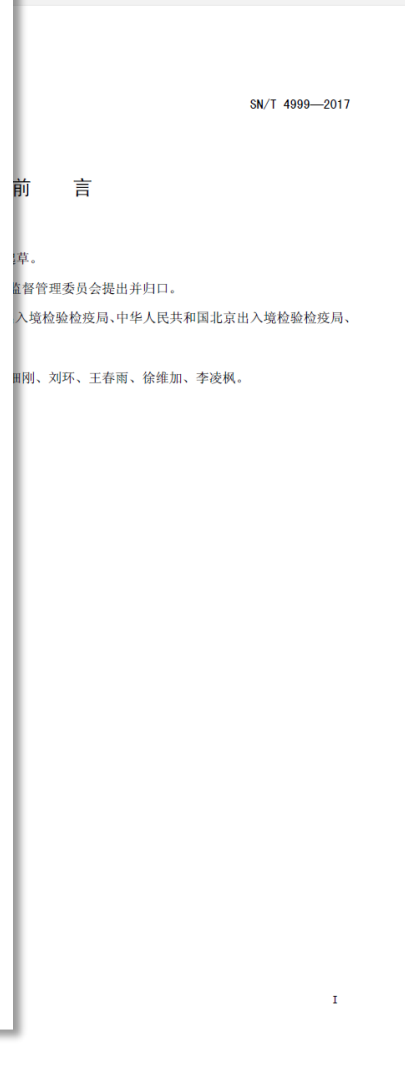 SN/T 4999—2017
前 言
草。
监督管理委员会提出并归口。
入境检验检疫局、中华人民共和国北京出入境检验检疫局、
刚、刘环、王春雨、徐维加、李凌枫。
I